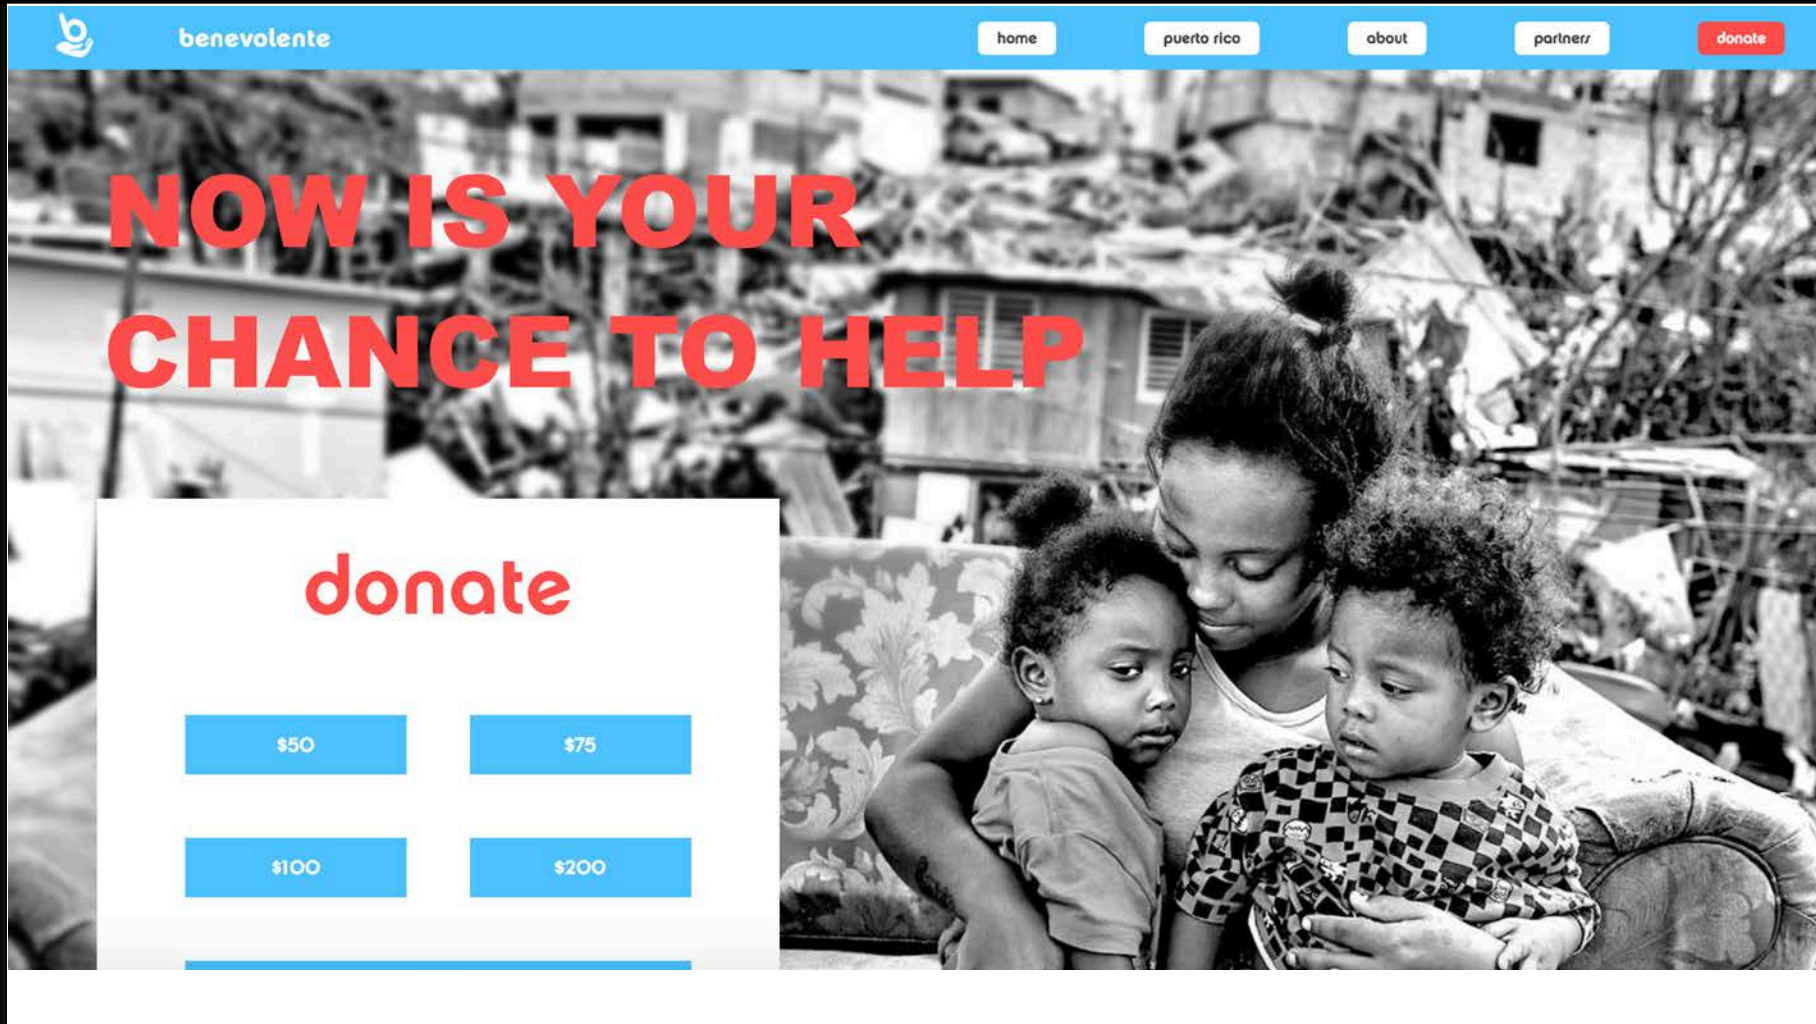 benevolente
home
puerto rico
about
partners
donate
NOW IS YOUR
CHANCE TO HELP
donate
$50
$75
$100
$200